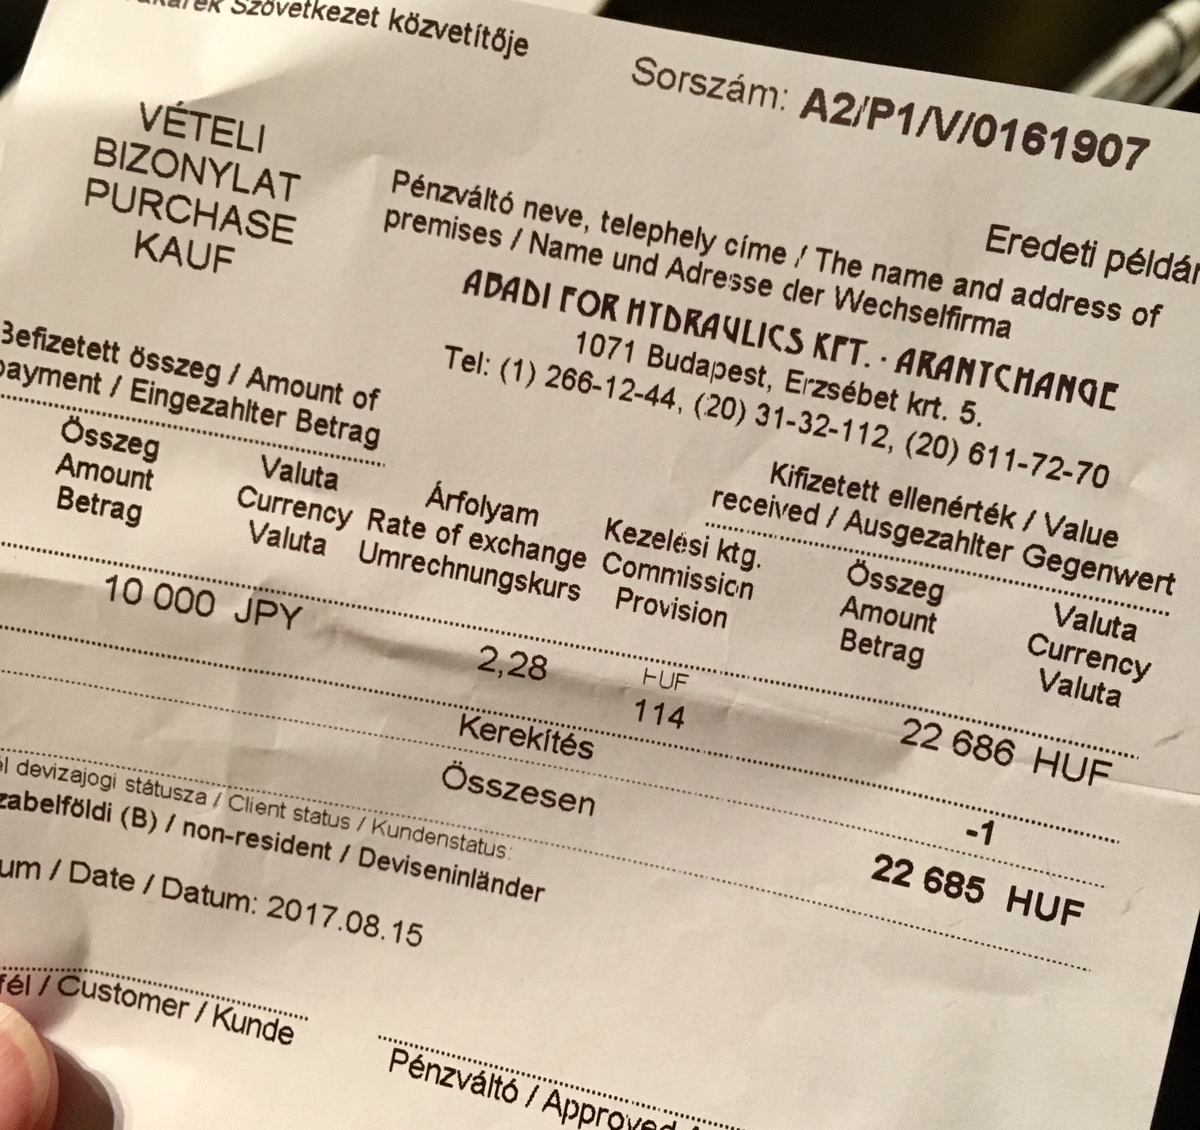 Szövetkezet közvetítője
Sorszám: A2/P1/V/0161907
VÉTELI
BIZONYLAT
PURCHASE
KAUF
Eredeti
Pénzváltó neve, telephely címe / The name and address of
premises / Name und Adresse der Wechselfirma
ABADI FOR HYDRAULICS KFT. · ARANYCHANGE
1071 Budapest, Erzsébet krt. 5.
Tel: (1) 266-12-44, (20) 31-32-112, (20) 611-72-70
Befizetett összeg / Amount of
payment / Eingezahlter Betrag
Kifizetett ellenérték / Value
received / Ausgezahlter Gegenwert
Összeg Valuta Árfolyam Kezelési ktg. Összeg Valuta
Amount Currency Rate of exchange Commission Amount Currency
Betrag Valuta Umrechnungskurs Provision Betrag Valuta
10 000 JPY 2,28 HUF 22 686 HUF
114
Kerekítés -1
Összesen 22 685 HUF
devizajogi státusza / Client status / Kundenstatus:
(B) / non-resident / Deviseninländer
/ Date / Datum: 2017.08.15
/ Customer / Kunde
Pénzváltó / Approved